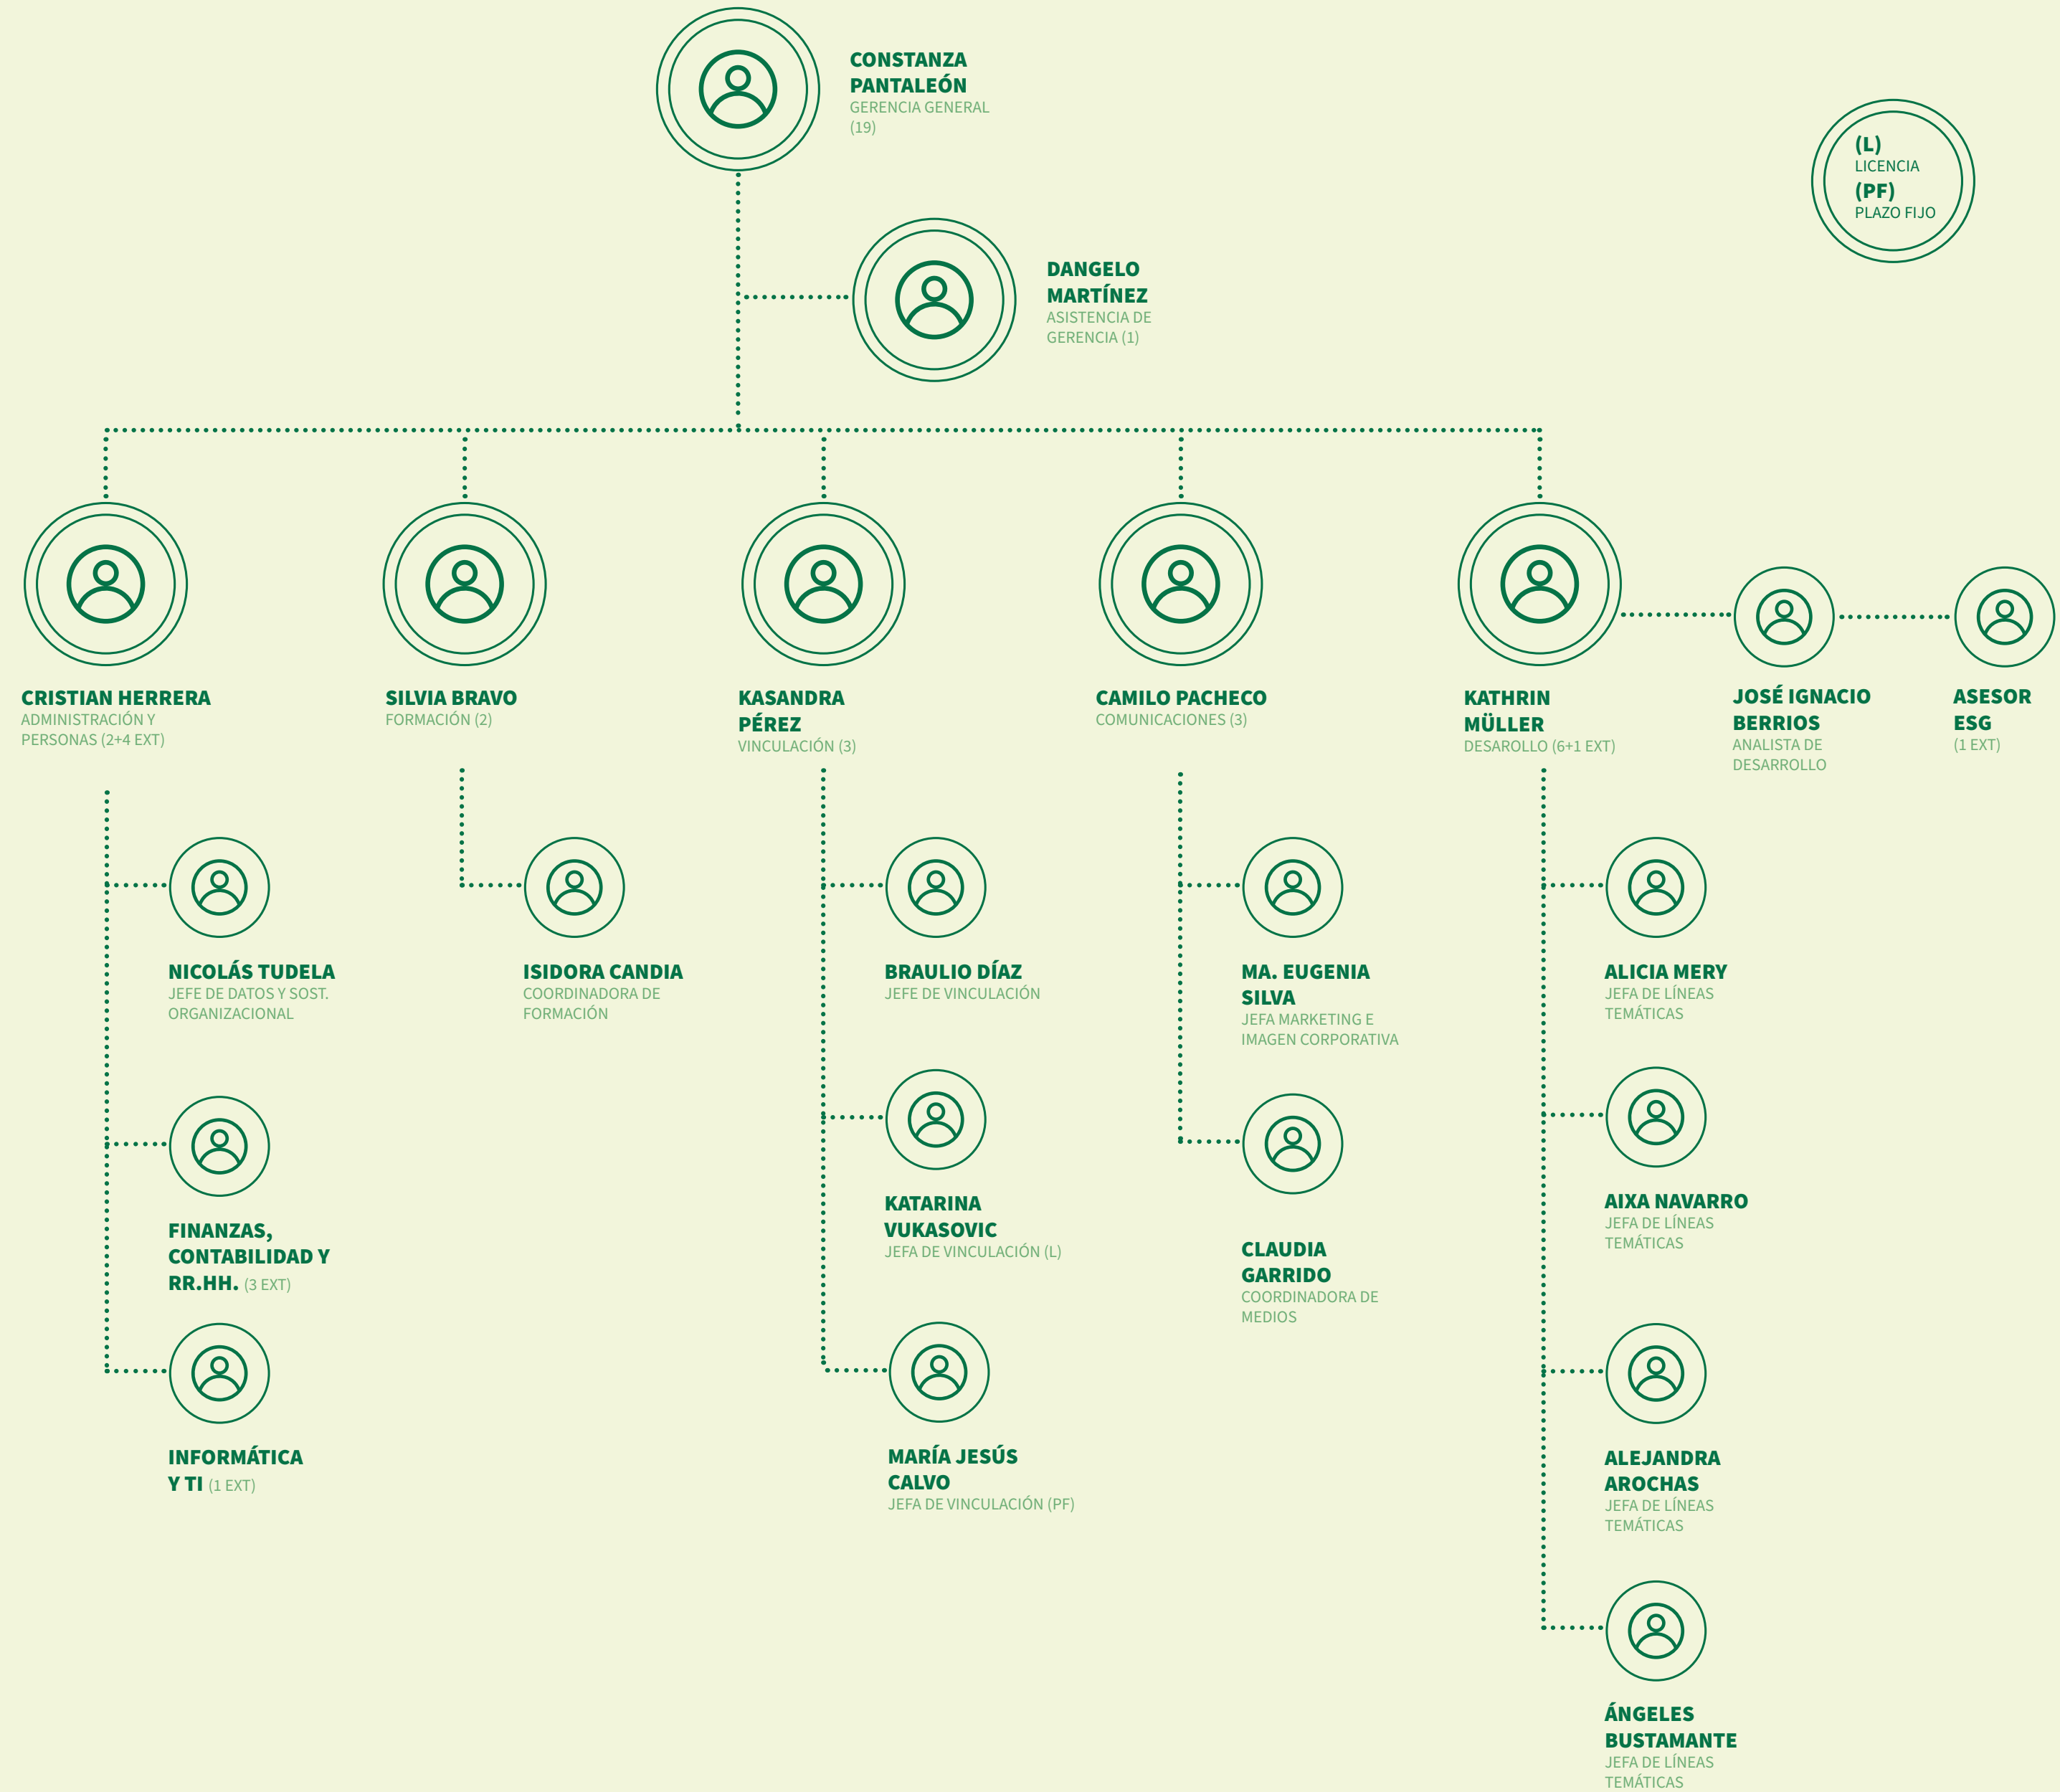 CONSTANZA
PANTALEÓN
GERENCIA GENERAL
(19)
(L)
LICENCIA
(PF)
PLAZO FIJO
DANGELO
MARTÍNEZ
ASISTENCIA DE
GERENCIA (1)
CRISTIAN HERRERA
ADMINISTRACIÓN Y
PERSONAS (2+4 EXT)
SILVIA BRAVO
FORMACIÓN (2)
KASANDRA
PÉREZ
VINCULACIÓN (3)
CAMILO PACHECO
COMUNICACIONES (3)
KATHRIN
MÜLLER
DESAROLLO (6+1 EXT)
JOSÉ IGNACIO
BERRIOS
ANALISTA DE
DESARROLLO
ASESOR
ESG
(1 EXT)
NICOLÁS TUDELA
JEFE DE DATOS Y SOST.
ORGANIZACIONAL
FINANZAS,
CONTABILIDAD Y
RR.HH. (3 EXT)
INFORMÁTICA
Y TI (1 EXT)
ISIDORA CANDIA
COORDINADORA DE
FORMACIÓN
BRAULIO DÍAZ
JEFE DE VINCULACIÓN
KATARINA
VUKASOVIC
JEFA DE VINCULACIÓN (L)
MARÍA JESÚS
CALVO
JEFA DE VINCULACIÓN (PF)
MA. EUGENIA
SILVA
JEFA MARKETING E
IMAGEN CORPORATIVA
CLAUDIA
GARRIDO
COORDINADORA DE
MEDIOS
ALICIA MERY
JEFA DE LÍNEAS
TEMÁTICAS
AIXA NAVARRO
JEFA DE LÍNEAS
TEMÁTICAS
ALEJANDRA
AROCHAS
JEFA DE LÍNEAS
TEMÁTICAS
ÁNGELES
BUSTAMANTE
JEFA DE LÍNEAS
TEMÁTICAS